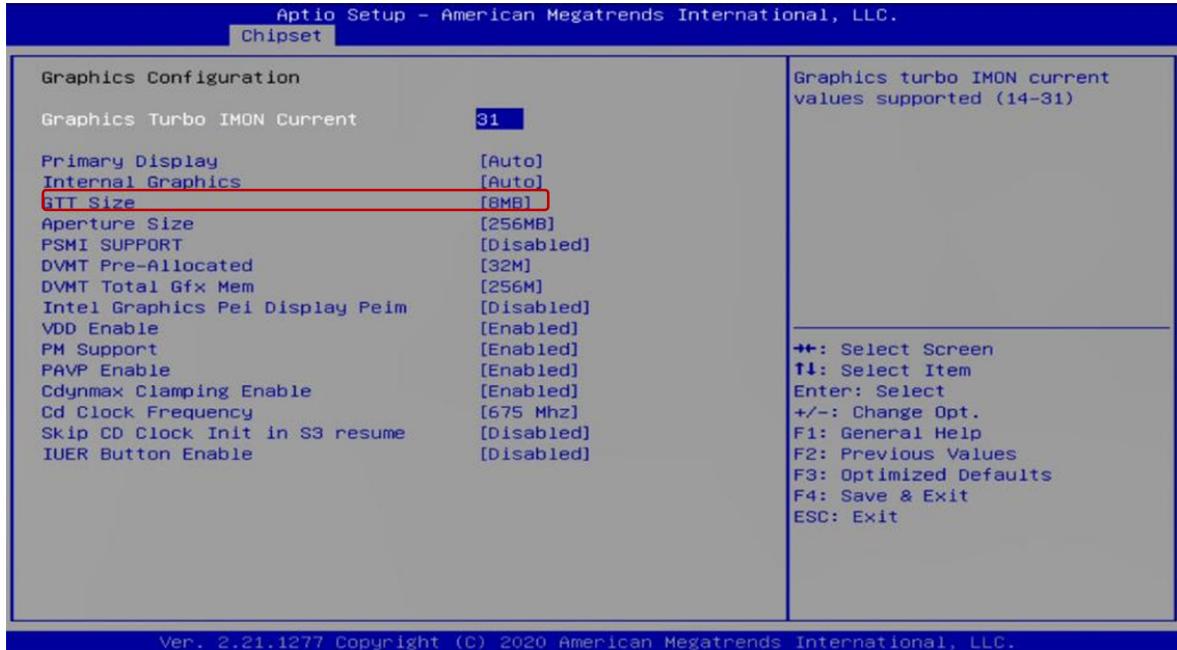 Aptio Setup – American Megatrends International, LLC.
Chipset
Graphics Configuration
Graphics Turbo IMON Current 31
Primary Display [Auto]
Internal Graphics [Auto]
GTT Size [8MB]
Aperture Size [256MB]
PSMI SUPPORT [Disabled]
DVMT Pre-Allocated [32M]
DVMT Total Gfx Mem [256M]
Intel Graphics Pei Display Peim [Disabled]
VDD Enable [Enabled]
PM Support [Enabled]
PAVP Enable [Enabled]
Cdynmax Clamping Enable [Enabled]
Cd Clock Frequency [675 Mhz]
Skip CD Clock Init in S3 resume [Disabled]
IUER Button Enable [Disabled]
Graphics turbo IMON current
values supported (14-31)
→←: Select Screen
↑↓: Select Item
Enter: Select
+/-: Change Opt.
F1: General Help
F2: Previous Values
F3: Optimized Defaults
F4: Save & Exit
ESC: Exit
Ver. 2.21.1277 Copyright (C) 2020 American Megatrends International, LLC.